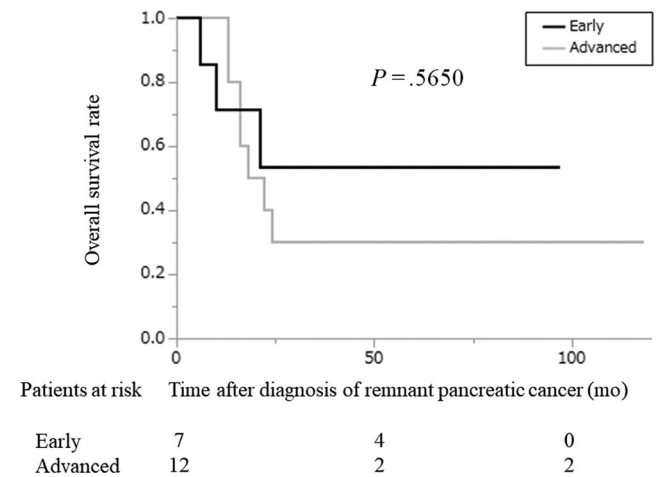 Early
Advanced
P = .5650
Overall survival rate
1.0
0.8
0.6
0.4
0.2
0.0
0 50 100
Patients at risk Time after diagnosis of remnant pancreatic cancer (mo)
Early 7 4 0
Advanced 12 2 2